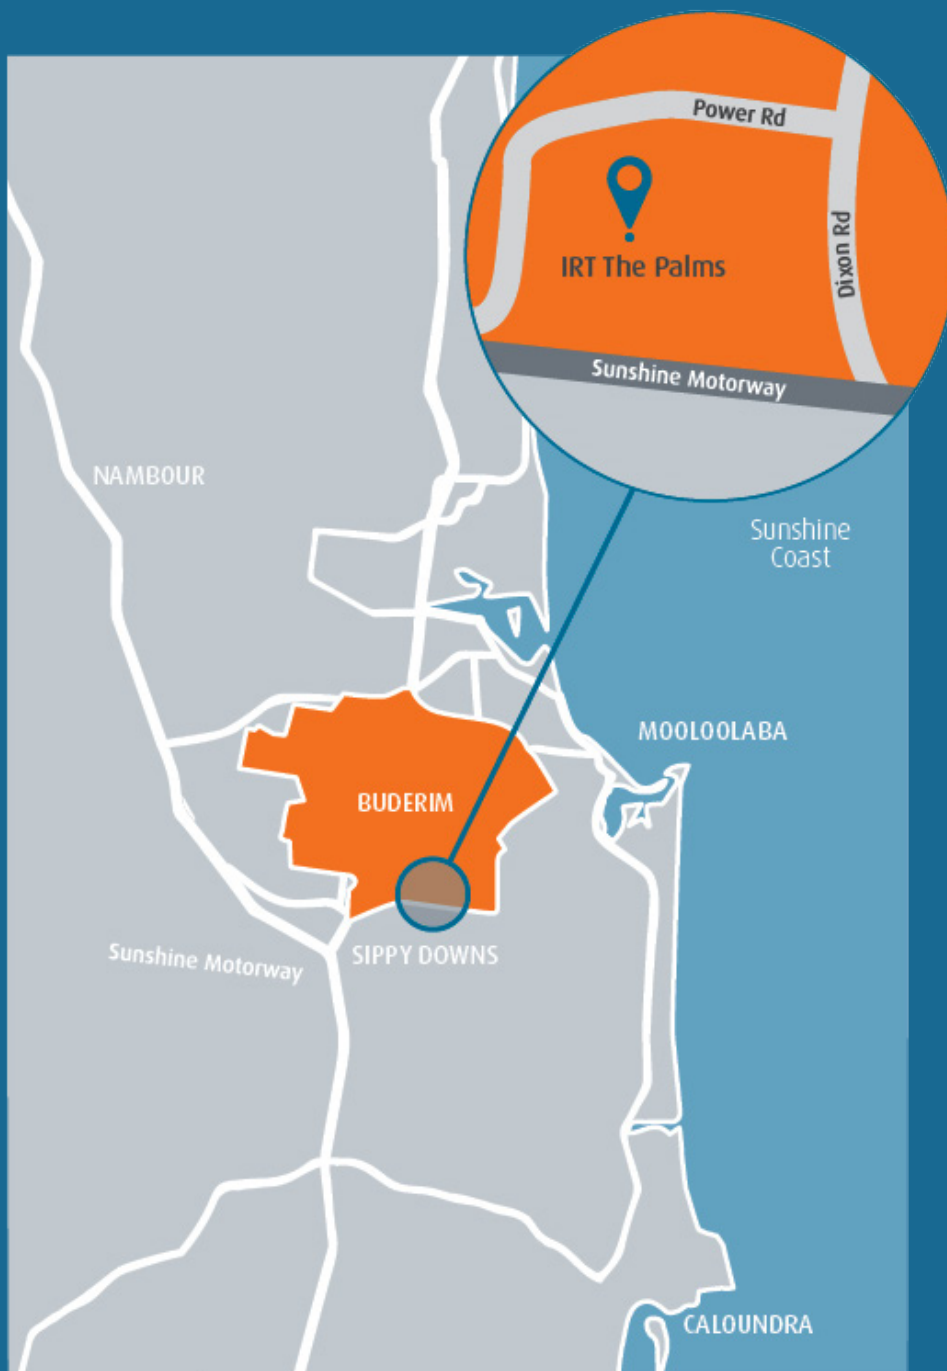 Power Rd
Dixon Rd
IRT The Palms
Sunshine Motorway
NAMBOUR
Sunshine
Coast
MOOLOOLABA
BUDERIM
SIPPY DOWNS
Sunshine Motorway
CALOUNDRA